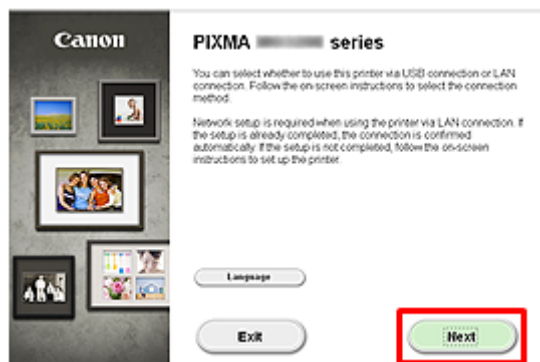 Canon
PIXMA series
You can select whether to use this printer via USB connection or LAN
connection. Follow the on-screen instructions to select the connection
method.
Network setup is required when using the printer via LAN connection. If
the setup is already completed, the connection is confirmed
automatically. If the setup is not completed, follow the on-screen
instructions to set up the printer.
Language
Exit
Next